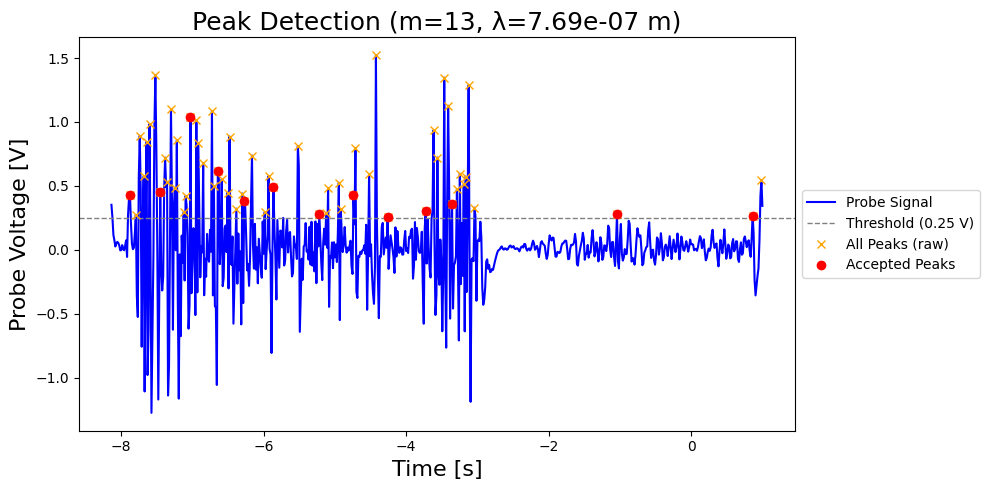 Peak Detection (m=13, λ=7.69e-07 m)
Probe Voltage [V]
1.5
1.0
0.5
0.0
−0.5
−1.0
−8
−6
−4
−2
0
Time [s]
Probe Signal
Threshold (0.25 V)
All Peaks (raw)
Accepted Peaks